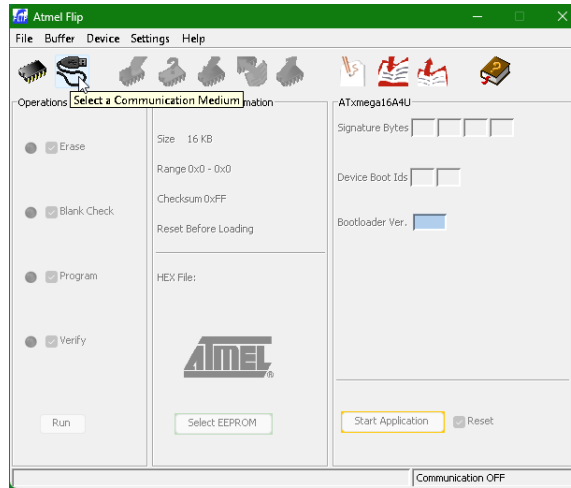 Atmel Flip
File Buffer Device Settings Help
Select a Communication Medium
Operations mation
Erase
Blank Check
Program
Verify
Run
Size 16 KB
Range 0x0 - 0x0
Checksum 0xFF
Reset Before Loading
HEX File:
ATMEL
®
Select EEPROM
ATxmega16A4U
Signature Bytes
Device Boot Ids
Bootloader Ver.
Start Application Reset
Communication OFF